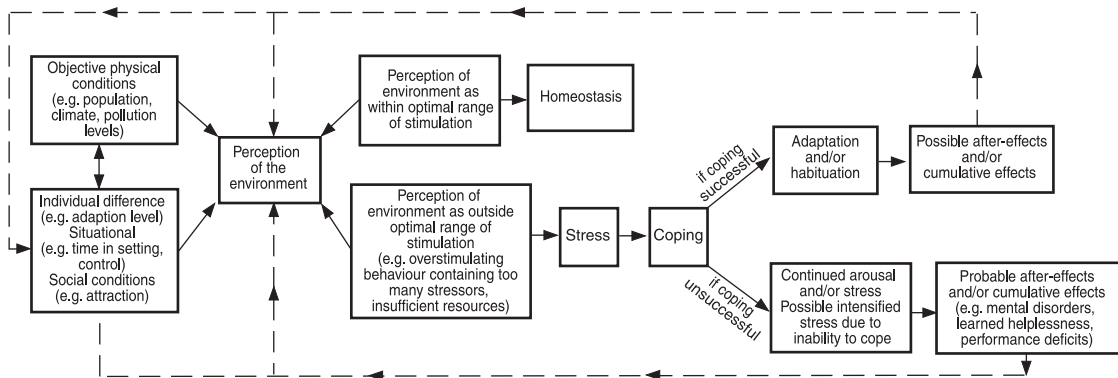 Objective physical
conditions
(e.g. population,
climate, pollution
levels)
Individual difference
(e.g. adaption level)
Situational
(e.g. time in setting,
control)
Social conditions
(e.g. attraction)
Perception
of the
environment
Perception of
environment as
within optimal range
of stimulation
Homeostasis
Perception of
environment as outside
optimal range of
stimulation
(e.g. overstimulating
behaviour containing too
many stressors,
insufficient resources)
Stress
Coping
if coping
successful
Adaptation
and/or
habituation
Possible after-effects
and/or
cumulative effects
if coping
unsuccessful
Continued arousal
and/or stress
Possible intensified
stress due to
inability to cope
Probable after-effects
and/or cumulative effects
(e.g. mental disorders,
learned helplessness,
performance deficits)